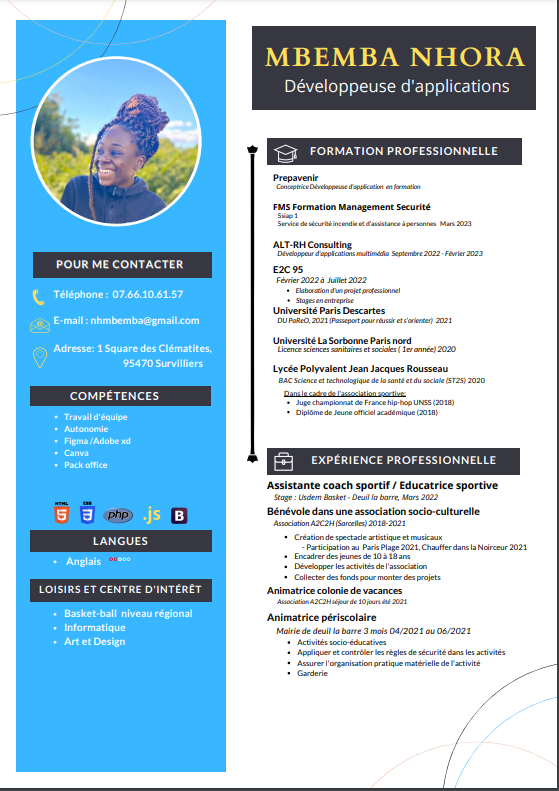 MBEMBA NHORA
Développeuse d'applications
POUR ME CONTACTER
Téléphone : 07.66.10.61.57
E-mail : nhmbemba@gmail.com
Adresse: 1 Square des Clématites,
95470 Survilliers
COMPÉTENCES
• Travail d'équipe
• Autonomie
• Figma /Adobe xd
• Canva
• Pack office
HTML 5 CSS 3 php .js B
LANGUES
• Anglais
LOISIRS ET CENTRE D'INTÉRÊT
• Basket-ball niveau régional
• Informatique
• Art et Design
FORMATION PROFESSIONNELLE
Prepavenir
Conceptrice Développeuse d'application en formation
FMS Formation Management Securité
Ssiap 1
Service de sécurité incendie et d'assistance à personnes Mars 2023
ALT-RH Consulting
Développeur d'applications multimédia Septembre 2022 - Février 2023
E2C 95
Février 2022 à Juillet 2022
• Elaboration d'un projet professionnel
• Stages en entreprise
Université Paris Descartes
DU PaReO, 2021 (Passeport pour réussir et s'orienter) 2021
Université La Sorbonne Paris nord
Licence sciences sanitaires et sociales ( 1er année) 2020
Lycée Polyvalent Jean Jacques Rousseau
BAC Science et technologique de la santé et du sociale (ST2S) 2020
Dans le cadre de l'association sportive:
• Juge championnat de France hip-hop UNSS (2018)
• Diplôme de Jeune officiel académique (2018)
EXPÉRIENCE PROFESSIONNELLE
Assistante coach sportif / Educatrice sportive
Stage : Usdem Basket - Deuil la barre, Mars 2022
Bénévole dans une association socio-culturelle
Association A2C2H (Sarcelles) 2018-2021
• Création de spectacle artistique et musicaux
- Participation au Paris Plage 2021, Chauffer dans la Noirceur 2021
• Encadrer des jeunes de 10 à 18 ans
• Développer les activités de l'association
• Collecter des fonds pour monter des projets
Animatrice colonie de vacances
Association A2C2H séjour de 10 jours été 2021
Animatrice périscolaire
Mairie de deuil la barre 3 mois 04/2021 au 06/2021
• Activités socio-éducatives
• Appliquer et contrôler les règles de sécurité dans les activités
• Assurer l'organisation pratique matérielle de l'activité
• Garderie